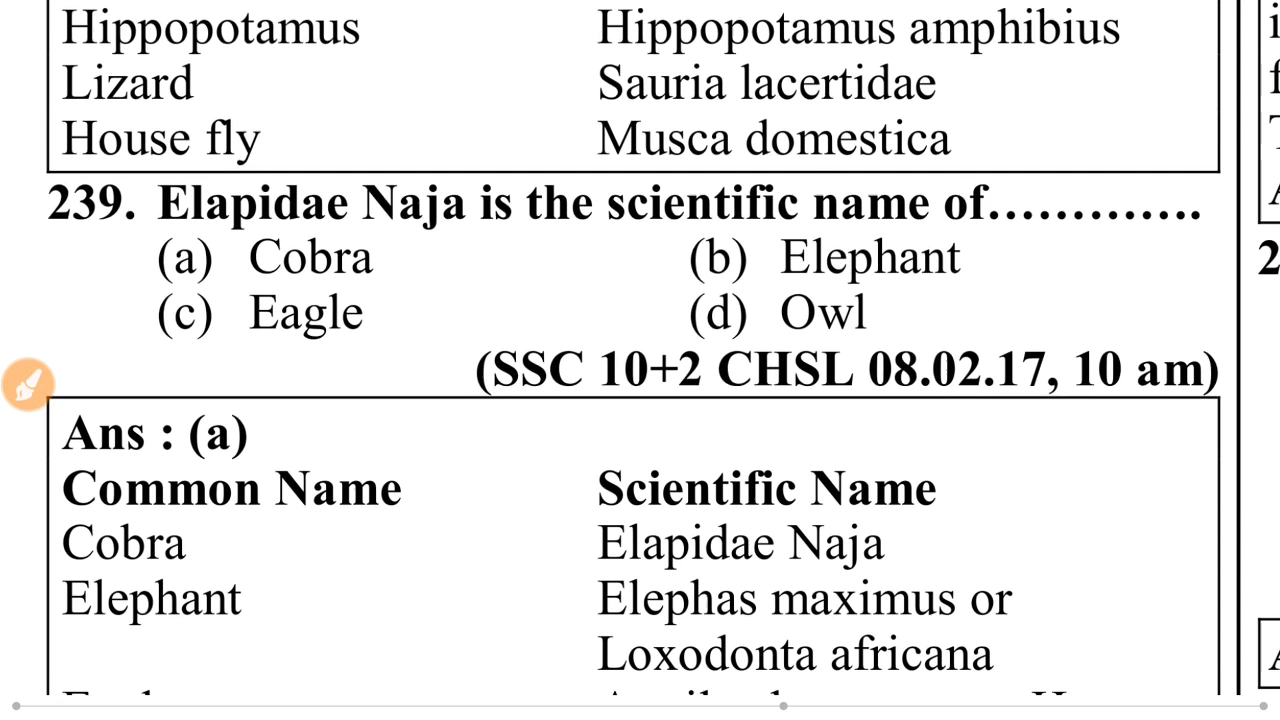 Hippopotamus Hippopotamus amphibius
Lizard Sauria lacertidae
House fly Musca domestica
239. Elapidae Naja is the scientific name of.............
(a) Cobra (b) Elephant
(c) Eagle (d) Owl
(SSC 10+2 CHSL 08.02.17, 10 am)
Ans : (a)
Common Name Scientific Name
Cobra Elapidae Naja
Elephant Elephas maximus or
Loxodonta africana